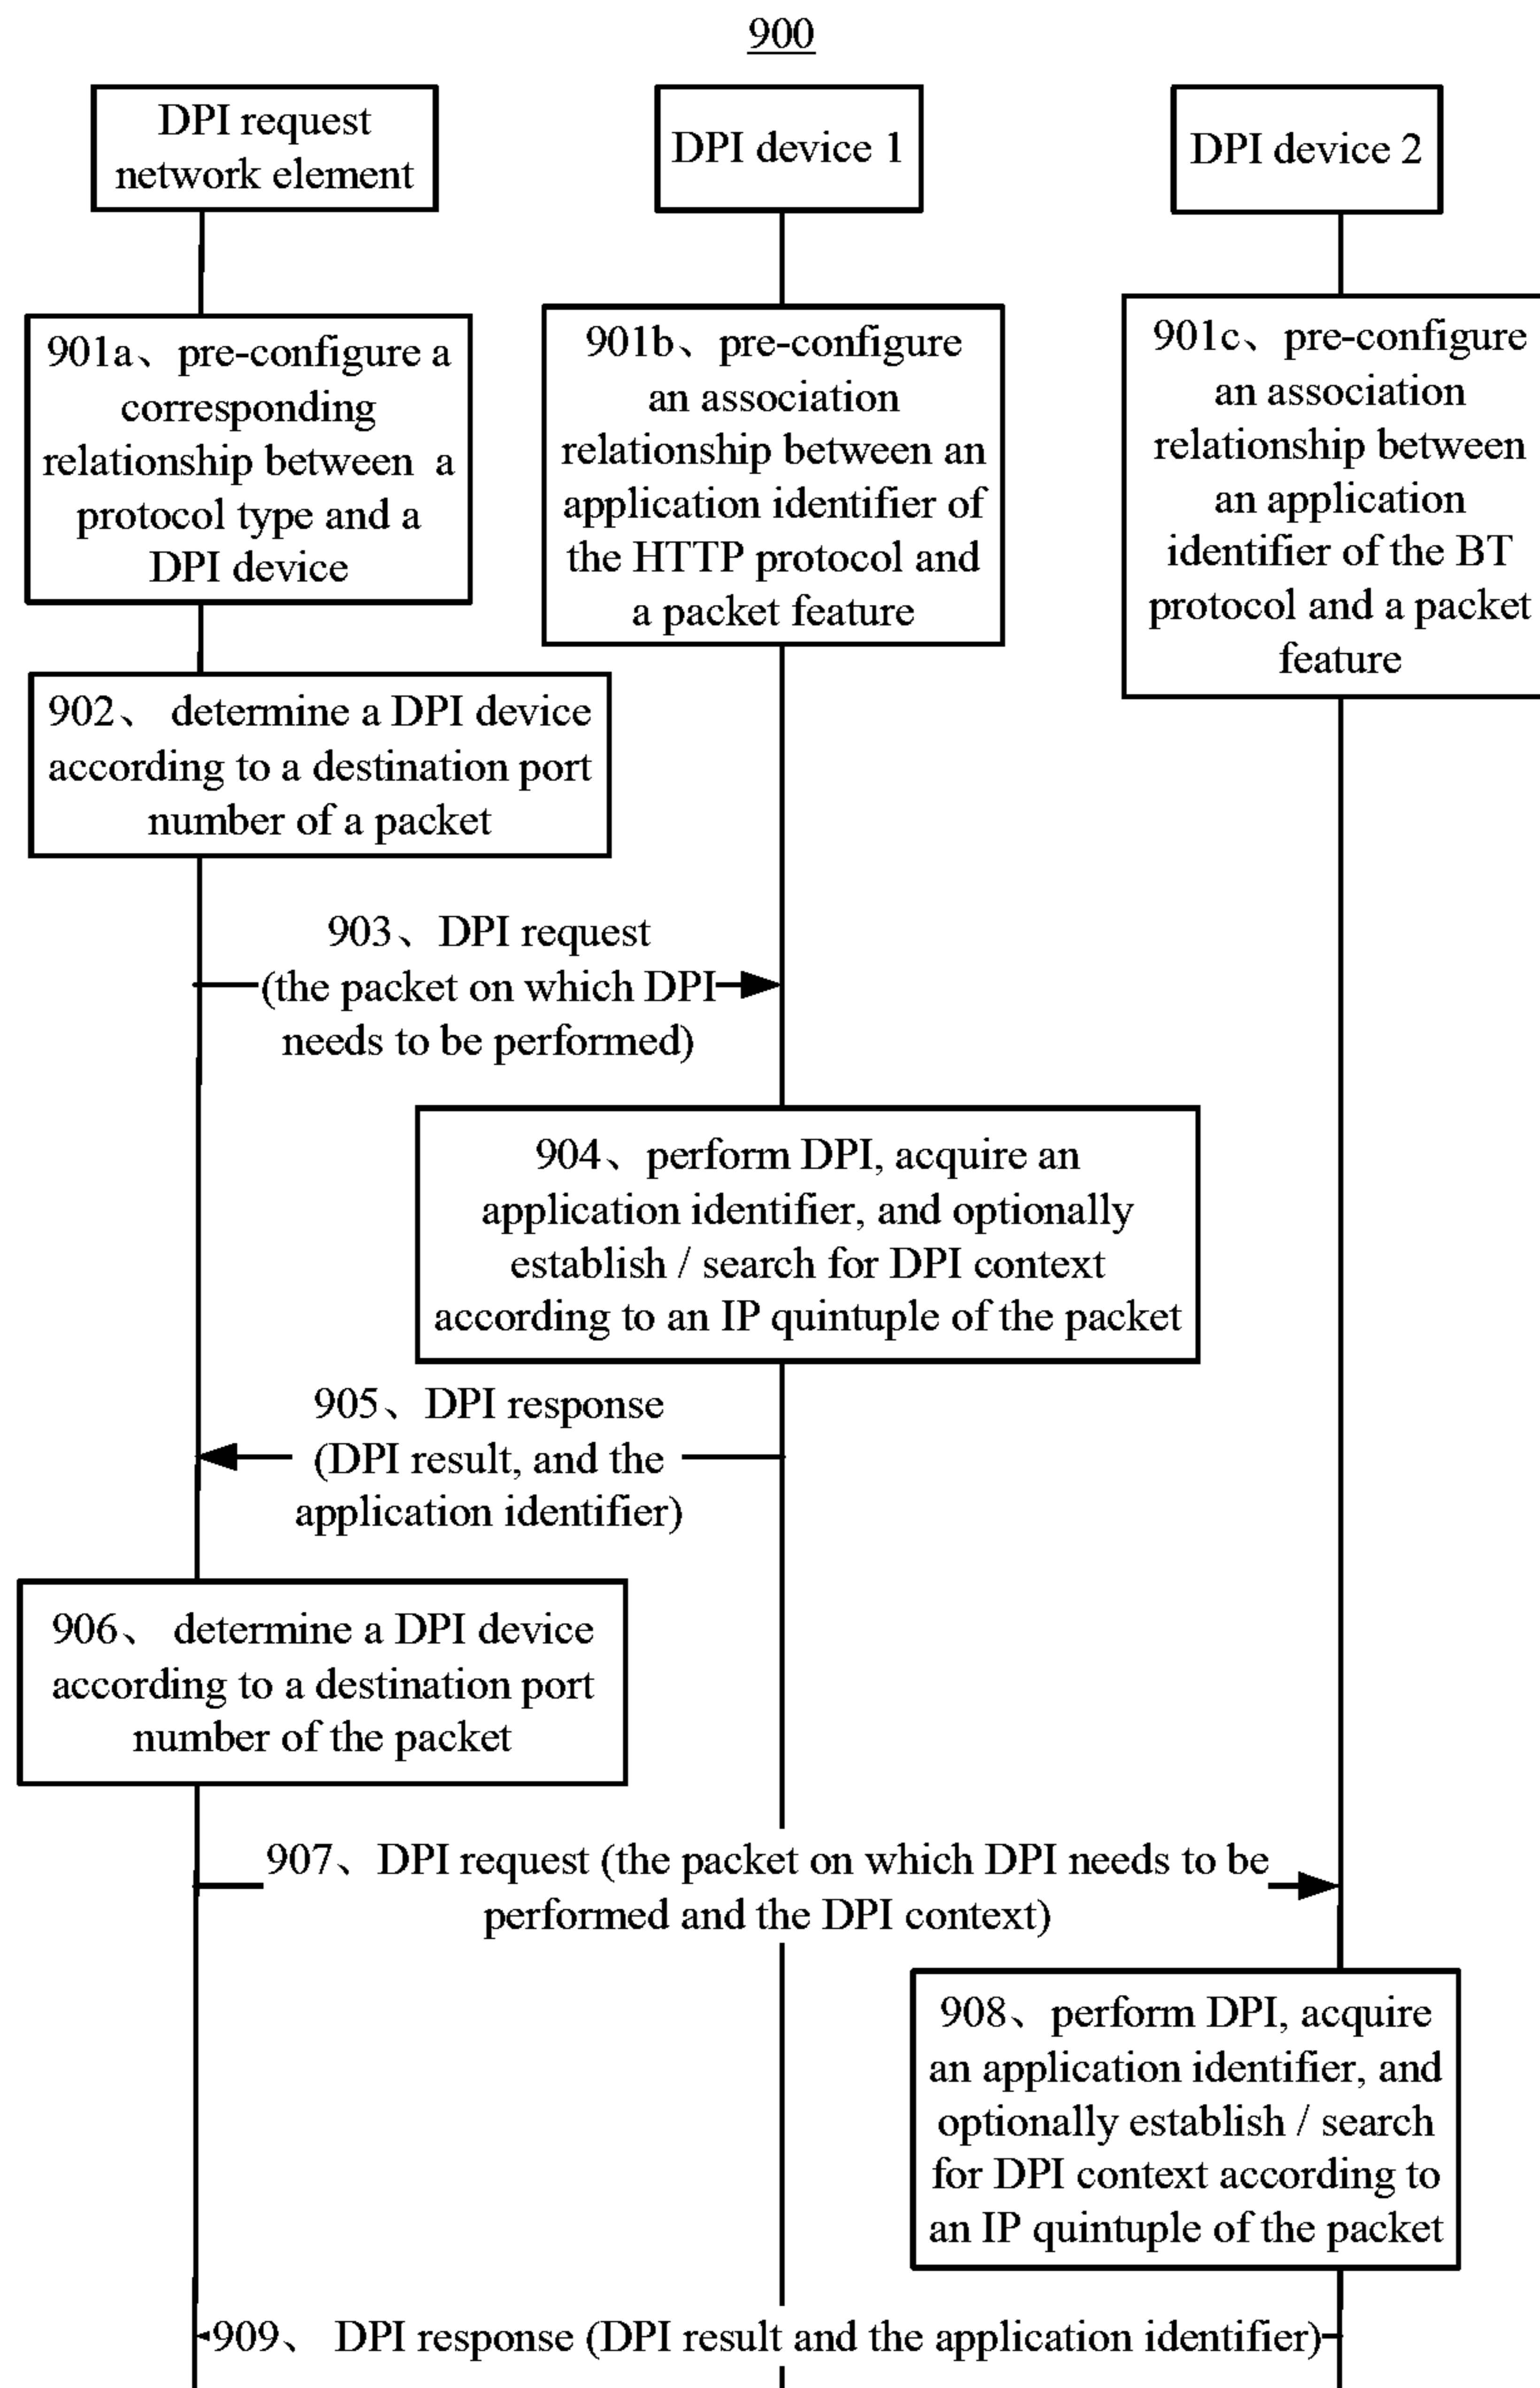 900
DPI request
network element
DPI device 1
DPI device 2
901a、pre-configure a
corresponding
relationship between a
protocol type and a
DPI device
901b、pre-configure
an association
relationship between an
application identifier of
the HTTP protocol and
a packet feature
901c、pre-configure
an association
relationship between
an application
identifier of the BT
protocol and a packet
feature
902、 determine a DPI device
according to a destination port
number of a packet
903、DPI request
(the packet on which DPI
needs to be performed)
904、perform DPI, acquire an
application identifier, and optionally
establish / search for DPI context
according to an IP quintuple of the packet
905、DPI response
(DPI result, and the
application identifier)
906、 determine a DPI device
according to a destination port
number of the packet
907、DPI request (the packet on which DPI needs to be
performed and the DPI context)
908、perform DPI, acquire
an application identifier, and
optionally establish / search
for DPI context according to
an IP quintuple of the packet
909、 DPI response (DPI result and the application identifier)